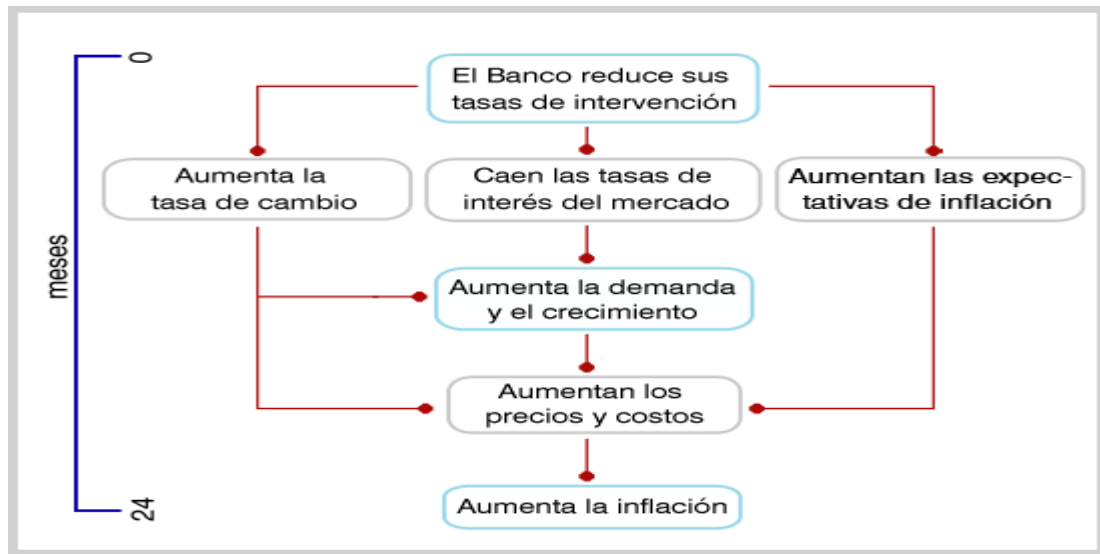 0
El Banco reduce sus
tasas de intervención
Aumenta la
tasa de cambio
Caen las tasas de
interés del mercado
Aumentan las expec-
tativas de inflación
meses
Aumenta la demanda
y el crecimiento
Aumentan los
precios y costos
24
Aumenta la inflación